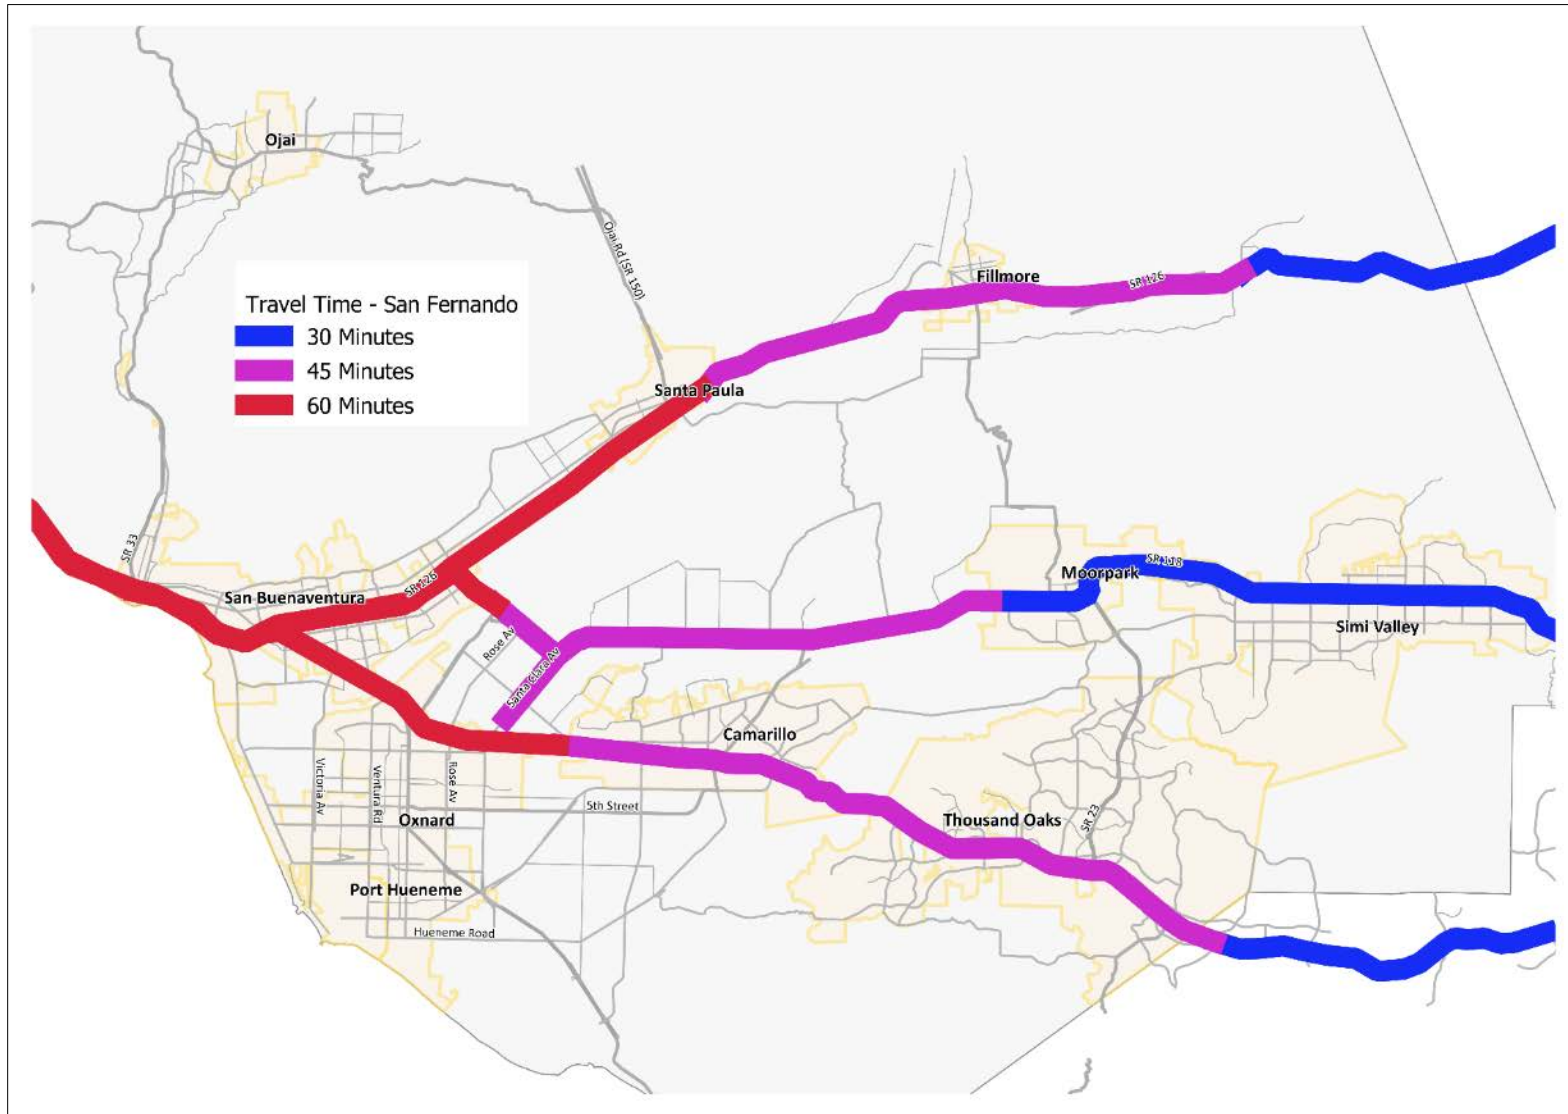 Ojai
Ojai Rd (SR 150)
Travel Time - San Fernando
30 Minutes
45 Minutes
60 Minutes
Fillmore
SR 126
Santa Paula
SR 33
San Buenaventura
SR 126
Moorpark
SR 118
Simi Valley
Rose Av
Santa Clara Av
Camarillo
Victoria Av
Ventura Rd
Rose Av
5th Street
Oxnard
Thousand Oaks
SR 23
Port Hueneme
Hueneme Road